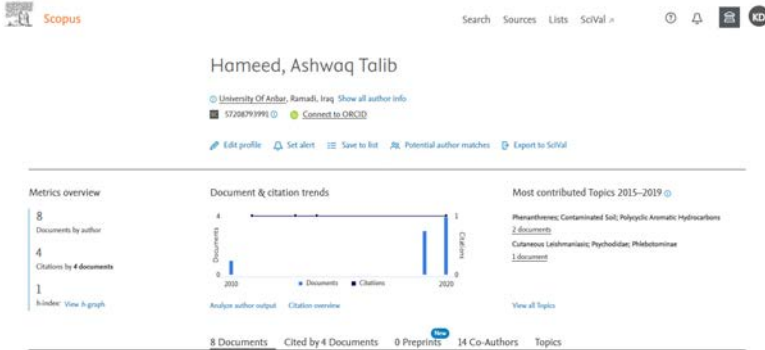 Scopus
Search Sources Lists SciVal ↗
KD
Hameed, Ashwaq Talib
University Of Anbar, Ramadi, Iraq Show all author info
57208793991 Connect to ORCID
Edit profile Set alert Save to list Potential author matches Export to SciVal
Metrics overview
8
Documents by author
4
Citations by 4 documents
1
h-index: View h-graph
Document & citation trends
4
1
Documents
Citations
0
0
2010
2020
Documents Citations
Analyze author output Citation overview
Most contributed Topics 2015–2019
Phenanthrenes; Contaminated Soil; Polycyclic Aromatic Hydrocarbons
2 documents
Cutaneous Leishmaniasis; Psychodidae; Phlebotominae
1 document
View all Topics
New
8 Documents Cited by 4 Documents 0 Preprints 14 Co-Authors Topics